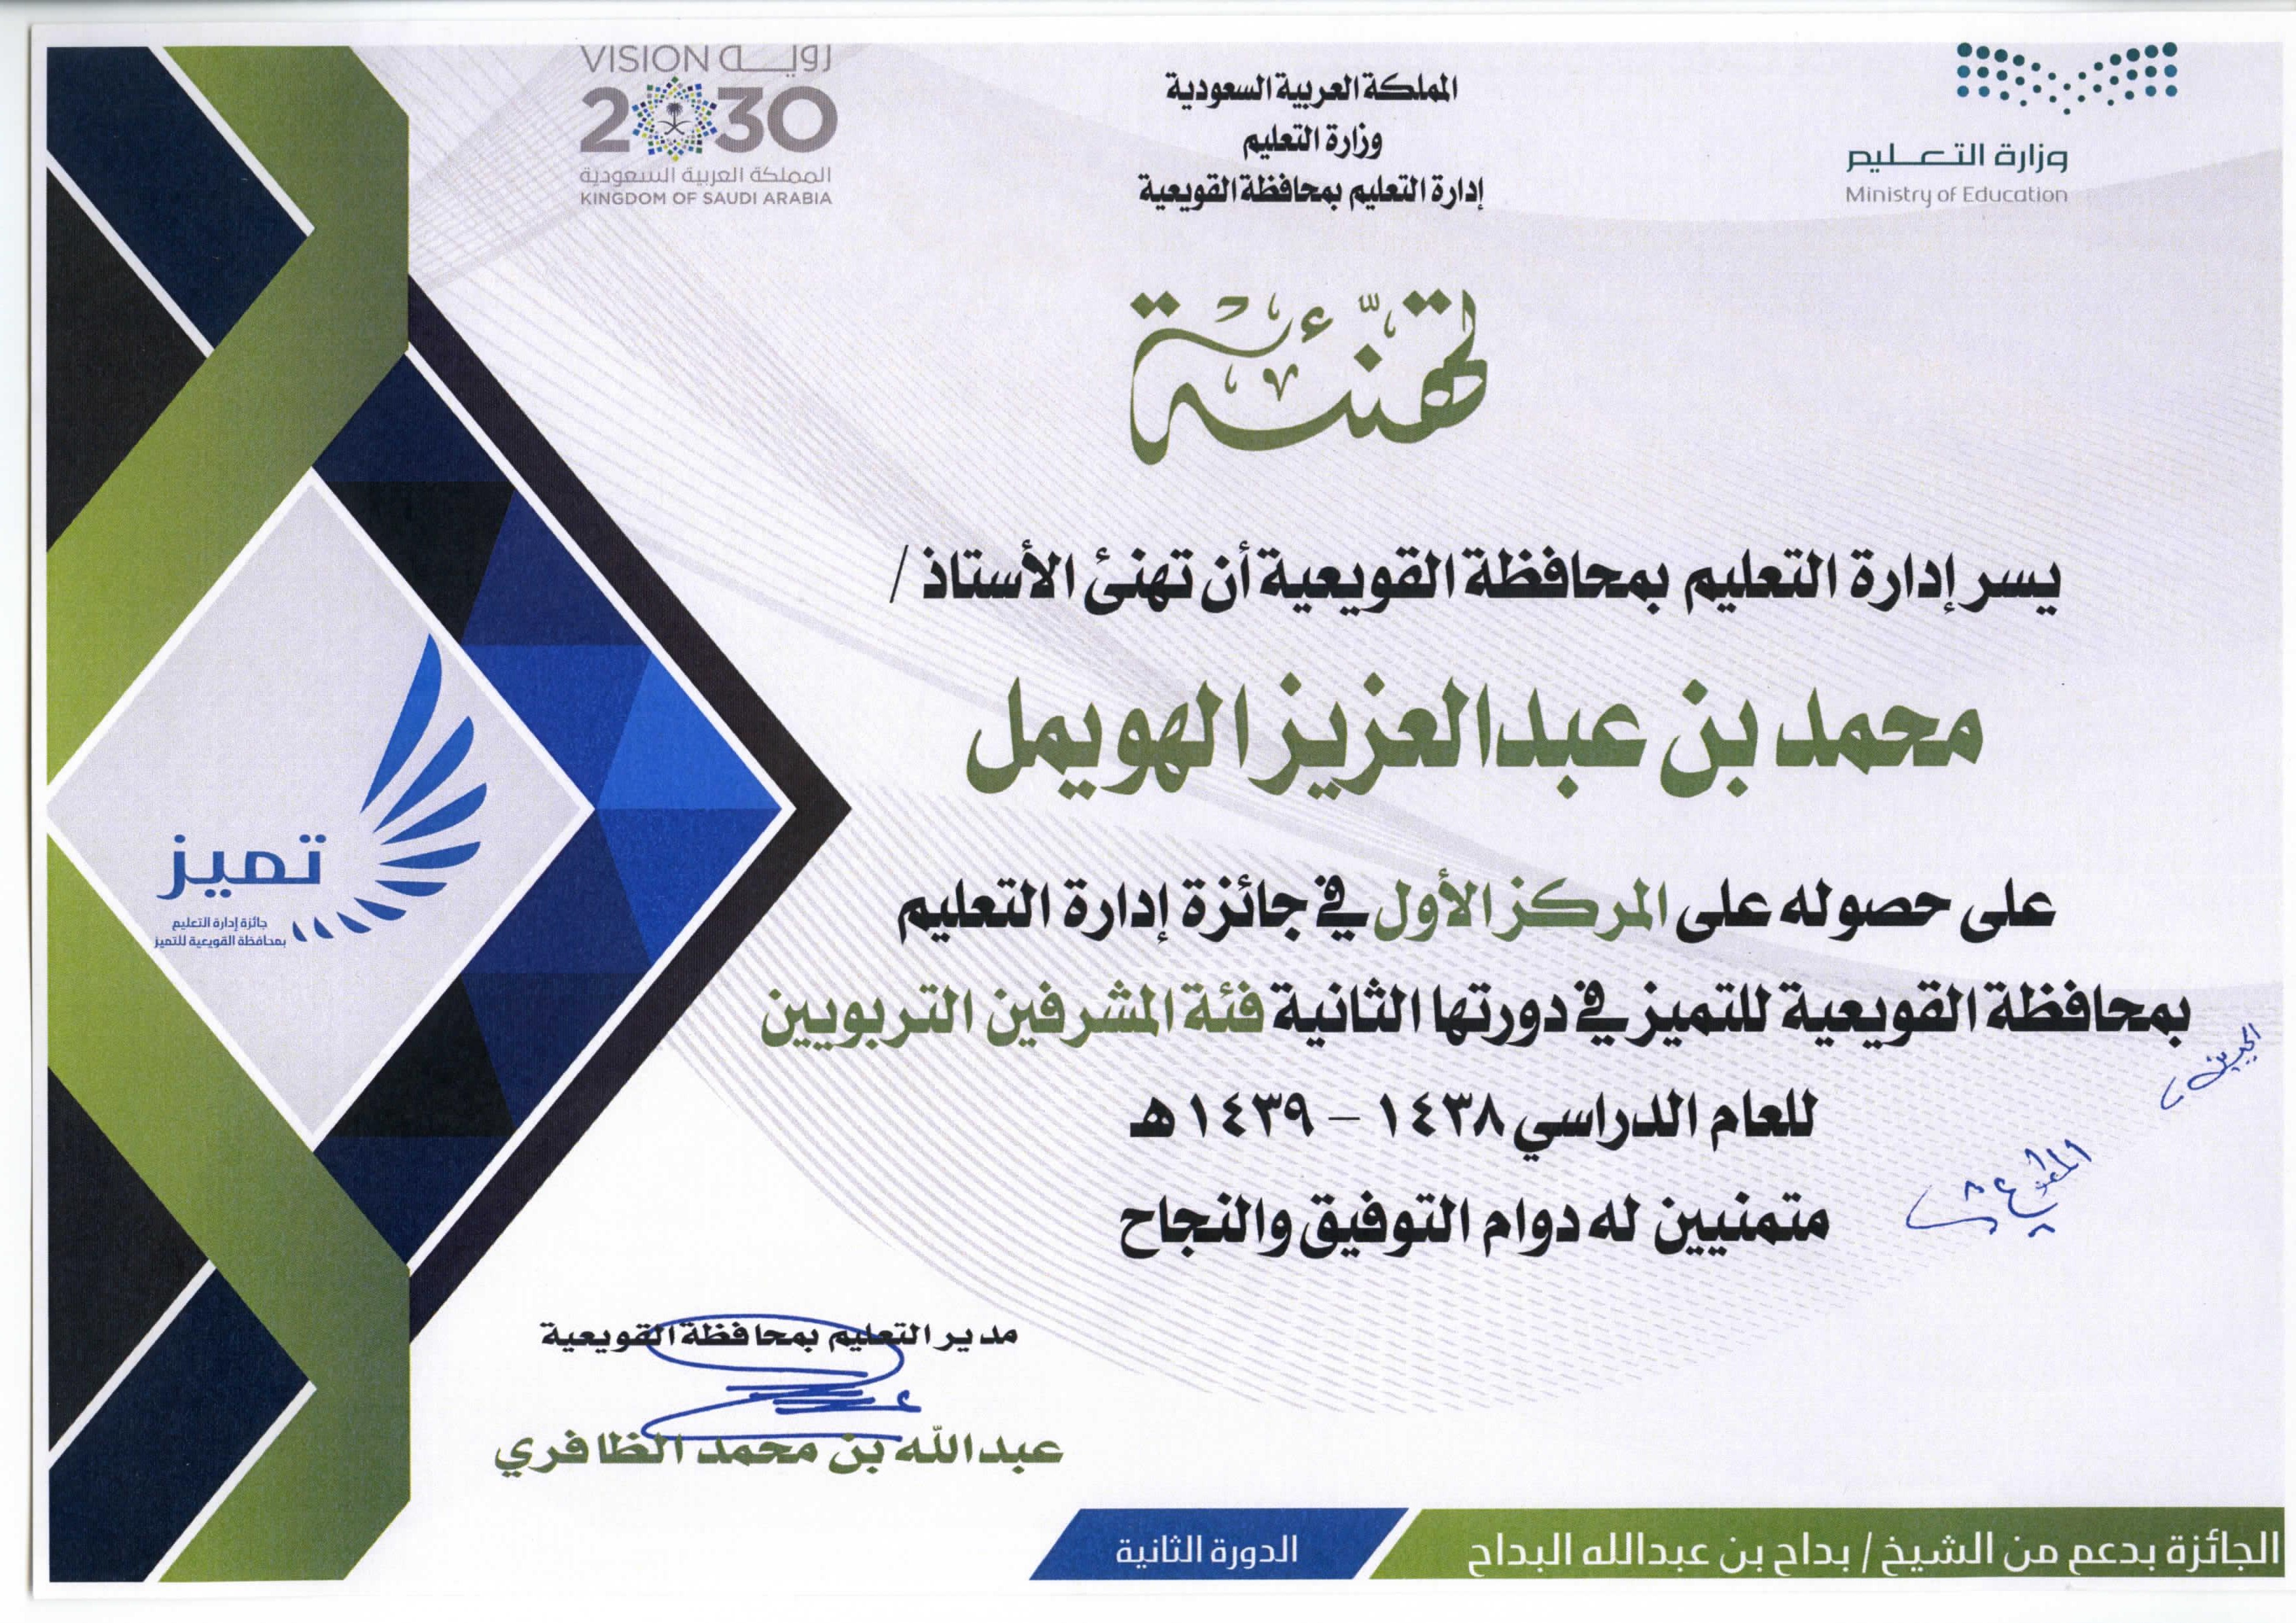 المملكة العربية السعودية
وزارة التعليم
إدارة التعليم بمحافظة القويعية
وزارة التعليم
Ministry of Education
VISION رؤيــة
2030
المملكة العربية السعودية
KINGDOM OF SAUDI ARABIA
تهنئة
يسر إدارة التعليم بمحافظة القويعية أن تهنئ الأستاذ /
محمد بن عبدالعزيز الهويمل
على حصوله على المركز الأول في جائزة إدارة التعليم
بمحافظة القويعية للتميز في دورتها الثانية فئة المشرفين التربويين
للعام الدراسي ١٤٣٨ – ١٤٣٩هـ
متمنيين له دوام التوفيق والنجاح
تميز
جائزة إدارة التعليم
بمحافظة القويعية للتميز
مدير التعليم بمحافظة القويعية
عبدالله بن محمد الظافري
الجائزة بدعم من الشيخ / بداح بن عبدالله البداح
الدورة الثانية